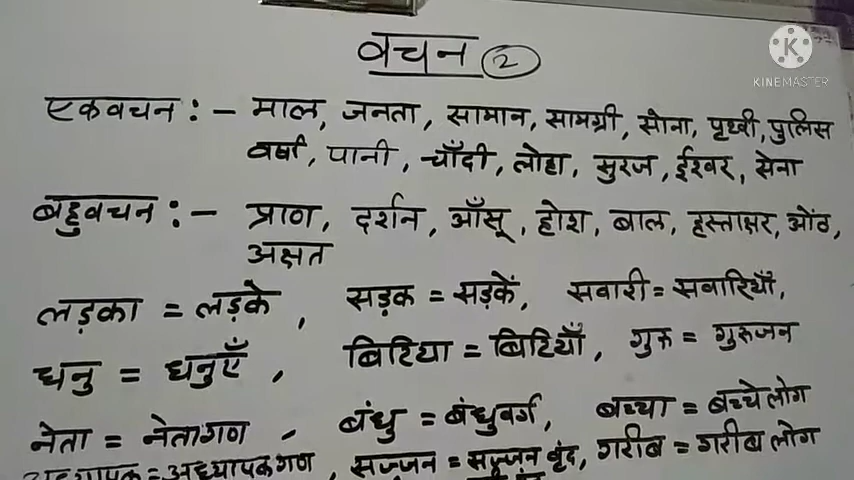 वचन 2
K
KINEMASTER
एकवचन :- माल, जनता, सामान, सामग्री, सोना, पृथ्वी, पुलिस
वर्षा, पानी, चाँदी, लोहा, सुरज, ईश्वर, सेना
बहुवचन :- प्राण, दर्शन, आँसू, होश, बाल, हस्ताक्षर, ओंठ,
अक्षत
लड़का = लड़के, सड़क = सड़कें, सवारी = सवारियाँ,
धनु = धनुएँ, बिटिया = बिटियाँ, गुरु = गुरुजन
नेता = नेतागण, बंधु = बंधुवर्ग, बच्चा = बच्चे लोग
अध्यापक = अध्यापकगण, सज्जन = सज्जन वृंद, गरीब = गरीब लोग